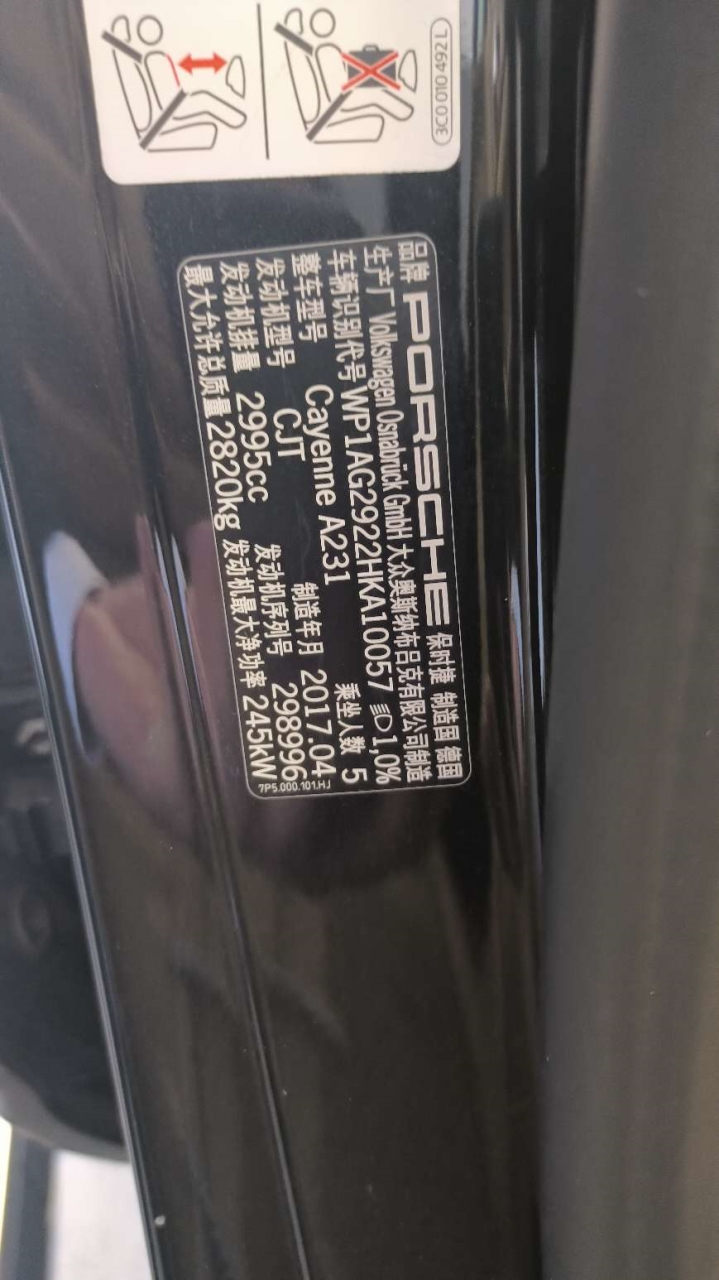 3C0 010 492 L
品牌 PORSCHE 保时捷 制造国 德国
生产厂 Volkswagen Osnabrück GmbH 大众奥斯纳布吕克有限公司制造
车辆识别代号 WP1AG2922HKA10057 1,0%
整车型号 Cayenne A231 乘坐人数 5
发动机型号 CJT 制造年月 2017.04
发动机排量 2995cc 发动机序列号 298996
最大允许总质量 2820kg 发动机最大净功率 245kW
7P5.000.101.HJ